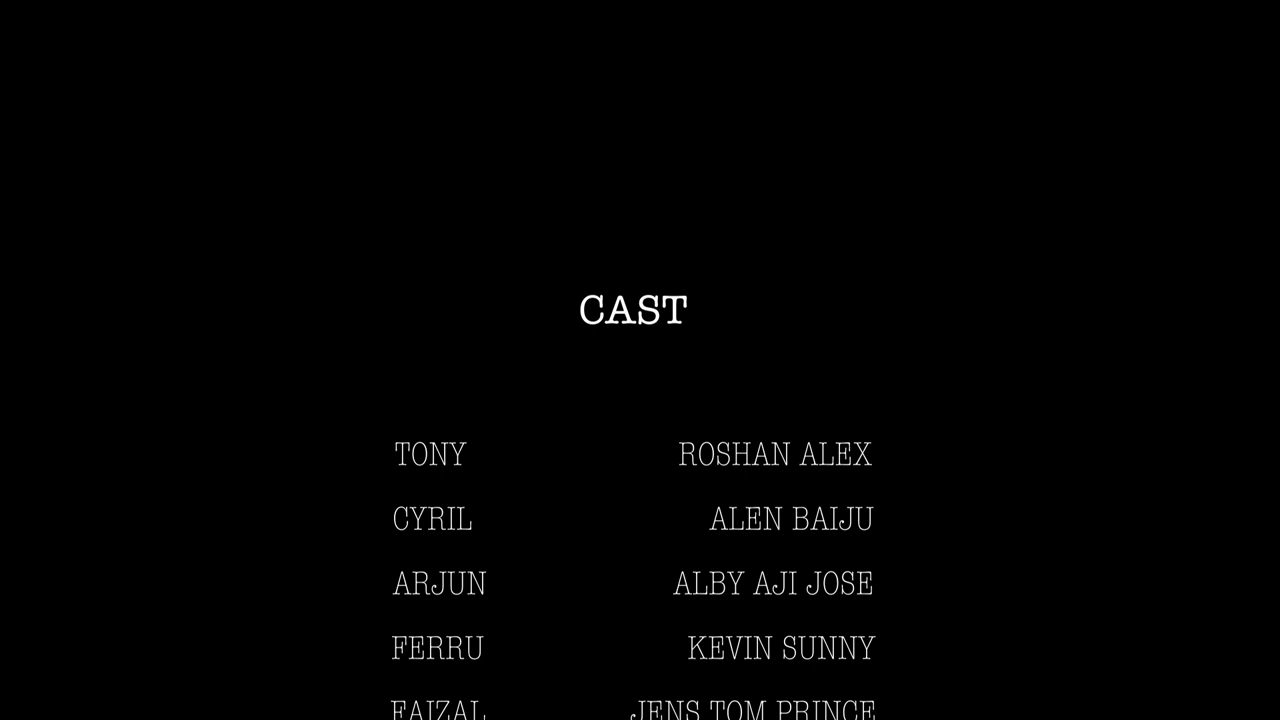 CAST
TONY ROSHAN ALEX
CYRIL ALEN BAIJU
ARJUN ALBY AJI JOSE
FERRU KEVIN SUNNY
FAIZAL JENS TOM PRINCE